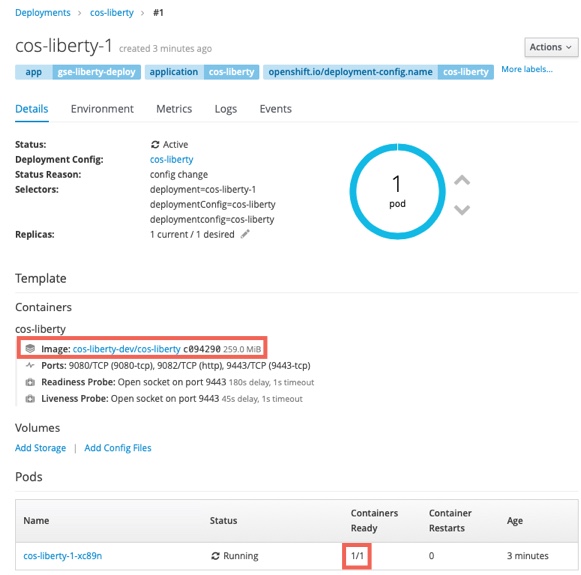 Deployments > cos-liberty > #1
cos-liberty-1 created 3 minutes ago
Actions
app gse-liberty-deploy application cos-liberty openshift.io/deployment-config.name cos-liberty More labels...
Details Environment Metrics Logs Events
Status: Active
Deployment Config: cos-liberty
Status Reason: config change
Selectors: deployment=cos-liberty-1
deploymentConfig=cos-liberty
deploymentconfig=cos-liberty
Replicas: 1 current / 1 desired
1
pod
Template
Containers
cos-liberty
Image: cos-liberty-dev/cos-liberty c094290 259.0 MiB
Ports: 9080/TCP (9080-tcp), 9082/TCP (http), 9443/TCP (9443-tcp)
Readiness Probe: Open socket on port 9443 180s delay, 1s timeout
Liveness Probe: Open socket on port 9443 45s delay, 1s timeout
Volumes
Add Storage | Add Config Files
Pods
Name Status Containers Ready Container Restarts Age
cos-liberty-1-xc89n Running 1/1 0 3 minutes